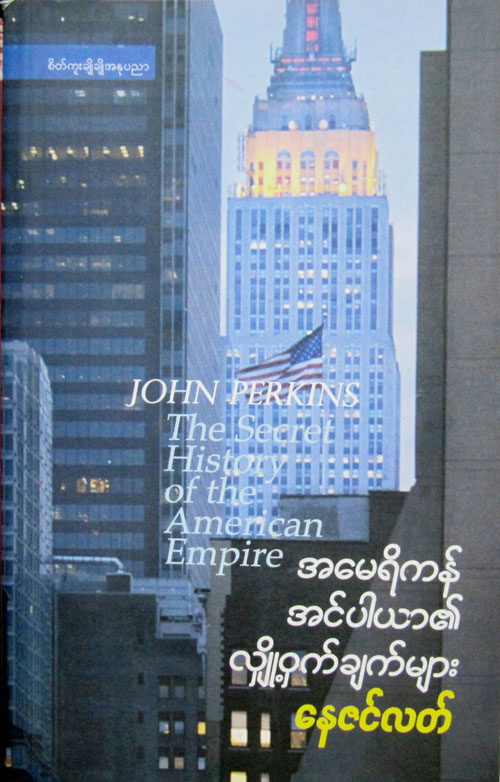 စိတ်ကူးချိုချိုအနုပညာ
JOHN PERKINS
The Secret
History
of the
American
Empire
အမေရိကန်
အင်ပါယာ၏
လျှို့ဝှက်ချက်များ
နေဇင်လတ်